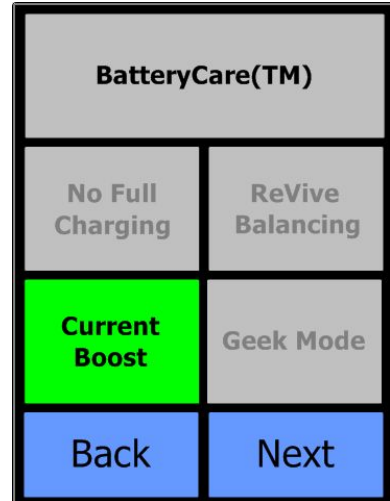 BatteryCare(TM)
No Full
Charging
ReVive
Balancing
Current
Boost
Geek Mode
Back
Next